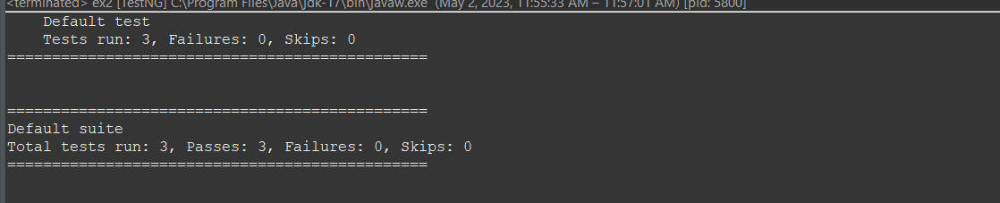 <terminated> ex2 [TestNG] C:\Program Files\Java\jdk-17\bin\javaw.exe (May 2, 2023, 11:55:33 AM – 11:57:01 AM) [pid: 5800]
Default test
Tests run: 3, Failures: 0, Skips: 0
===============================================
===============================================
Default suite
Total tests run: 3, Passes: 3, Failures: 0, Skips: 0
===============================================